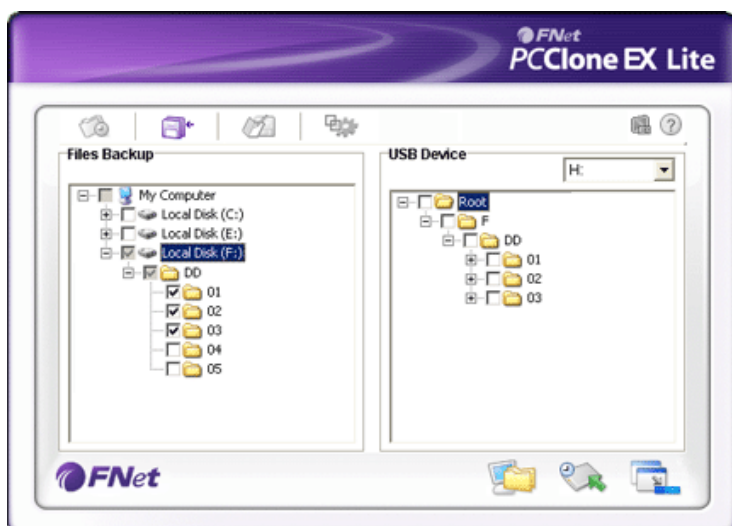 FNet
PCClone EX Lite
Files Backup
My Computer
Local Disk (C:)
Local Disk (E:)
Local Disk (F:)
DD
01
02
03
04
05
USB Device
H:
Root
F
DD
01
02
03
FNet